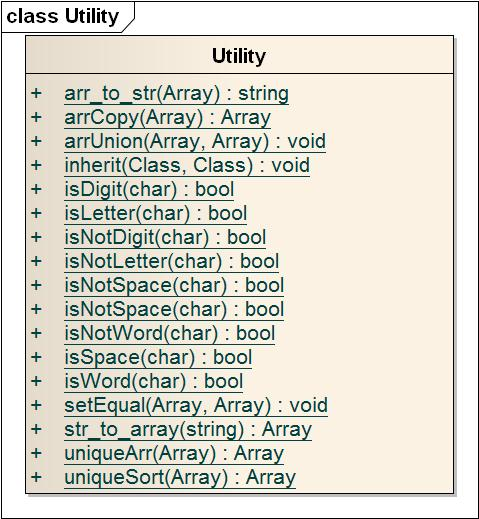 class Utility
Utility
+ arr_to_str(Array) : string
+ arrCopy(Array) : Array
+ arrUnion(Array, Array) : void
+ inherit(Class, Class) : void
+ isDigit(char) : bool
+ isLetter(char) : bool
+ isNotDigit(char) : bool
+ isNotLetter(char) : bool
+ isNotSpace(char) : bool
+ isNotSpace(char) : bool
+ isNotWord(char) : bool
+ isSpace(char) : bool
+ isWord(char) : bool
+ setEqual(Array, Array) : void
+ str_to_array(string) : Array
+ uniqueArr(Array) : Array
+ uniqueSort(Array) : Array